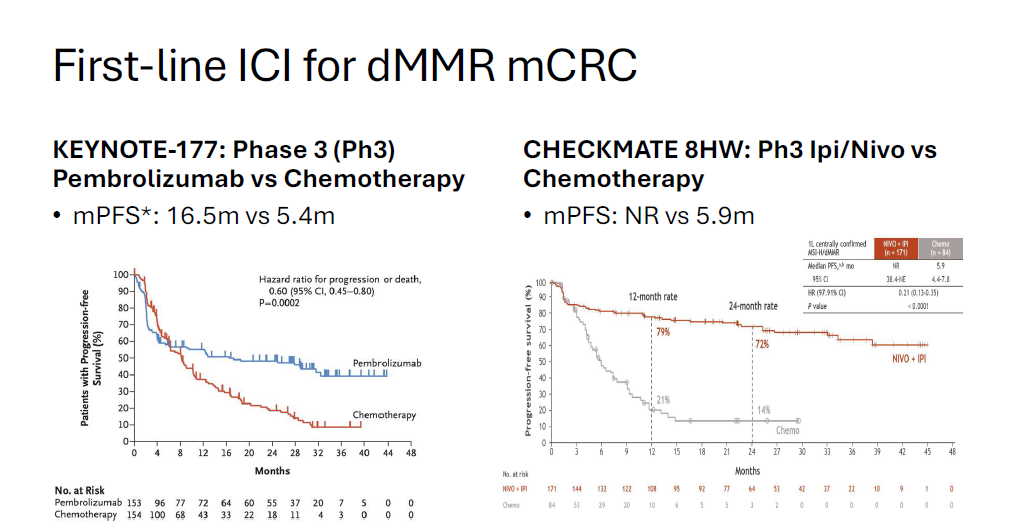 First-line ICI for dMMR mCRC
KEYNOTE-177: Phase 3 (Ph3)
Pembrolizumab vs Chemotherapy
• mPFS*: 16.5m vs 5.4m
Patients with Progression-free
Survival (%)
100
90
80
70
60
50
40
30
20
10
0
Hazard ratio for progression or death,
0.60 (95% CI, 0.45–0.80)
P=0.0002
Pembrolizumab
Chemotherapy
0 4 8 12 16 20 24 28 32 36 40 44 48
Months
No. at Risk
Pembrolizumab 153 96 77 72 64 60 55 37 20 7 5 0 0
Chemotherapy 154 100 68 43 33 22 18 11 4 3 0 0 0
CHECKMATE 8HW: Ph3 Ipi/Nivo vs
Chemotherapy
• mPFS: NR vs 5.9m
1L centrally confirmed
MSI-H/dMMR
NIVO + IPI
(n = 171)
Chemo
(n = 84)
Median PFS,a,b mo NR 5.9
95% CI 38.4-NE 4.4-7.8
HR (97.91% CI) 0.21 (0.13-0.35)
P value < 0.0001
Progression-free survival (%)
100
90
80
70
60
50
40
30
20
10
0
12-month rate
24-month rate
79%
72%
NIVO + IPI
21%
14%
Chemo
0 3 6 9 12 15 18 21 24 27 30 33 36 39 42 45 48
Months
No. at risk
NIVO + IPI 171 144 132 122 108 95 92 77 64 53 42 37 22 10 9 1 0
Chemo 84 53 29 20 10 6 5 5 3 2 0 0 0 0 0 0 0